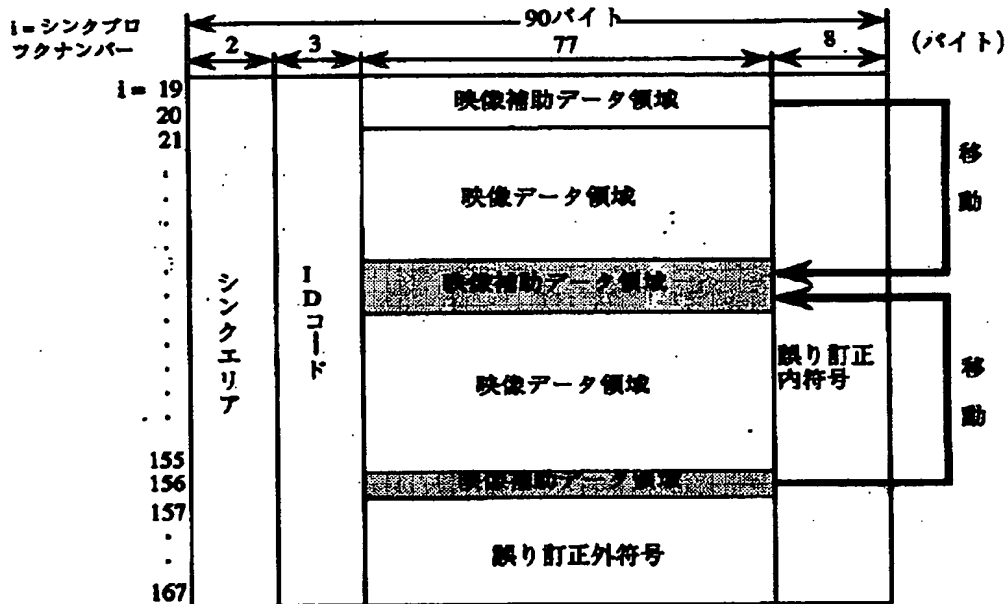 i=シンクブロ
ックナンバー
90バイト
2
3
77
8
(バイト)
i= 19
20
21
155
156
157
167
シンクエリア
IDコード
映像補助データ領域
映像データ領域
映像補助データ領域
映像データ領域
映像補助データ領域
誤り訂正外符号
誤り訂正
内符号
移動
移動